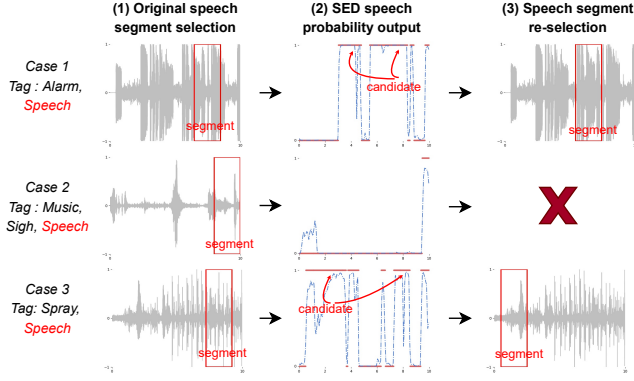 (1) Original speech
segment selection
(2) SED speech
probability output
(3) Speech segment
re-selection
Case 1
Tag : Alarm,
Speech
segment
candidate
segment
Case 2
Tag : Music,
Sigh, Speech
segment
X
Case 3
Tag: Spray,
Speech
segment
candidate
segment